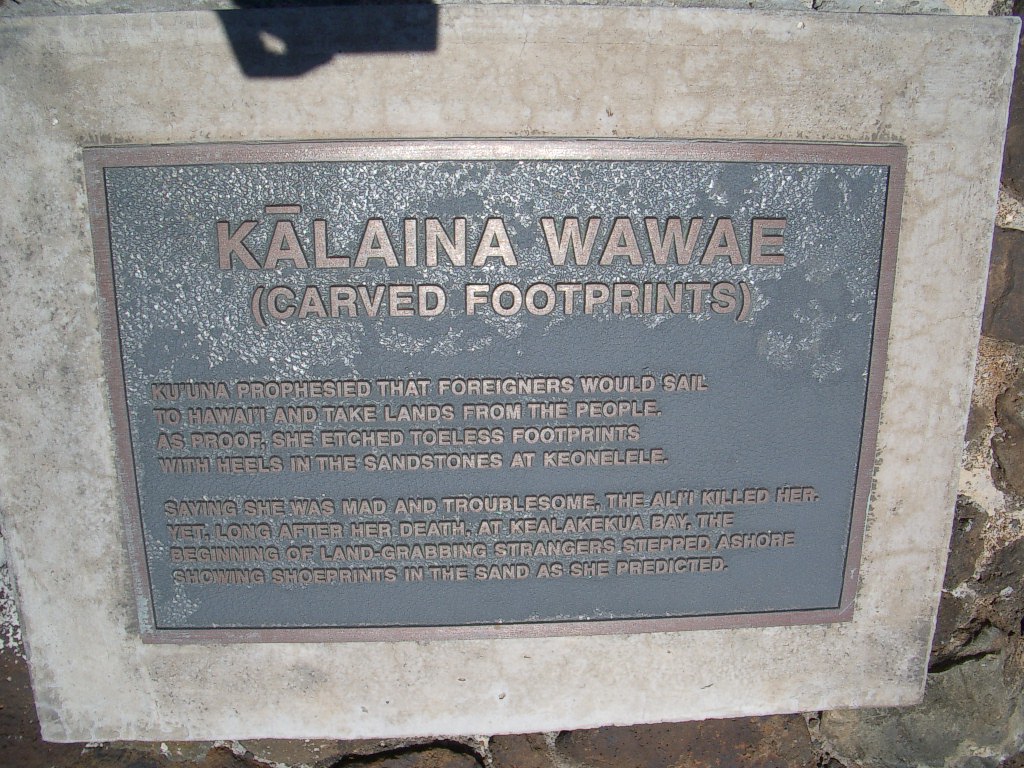 KĀLAINA WAWAE
(CARVED FOOTPRINTS)
KU'UNA PROPHESIED THAT FOREIGNERS WOULD SAIL
TO HAWAI'I AND TAKE LANDS FROM THE PEOPLE.
AS PROOF, SHE ETCHED TOELESS FOOTPRINTS
WITH HEELS IN THE SANDSTONES AT KEONELELE.
SAYING SHE WAS MAD AND TROUBLESOME, THE ALI'I KILLED HER.
YET, LONG AFTER HER DEATH, AT KEALAKEKUA BAY, THE
BEGINNING OF LAND-GRABBING STRANGERS STEPPED ASHORE
SHOWING SHOEPRINTS IN THE SAND AS SHE PREDICTED.